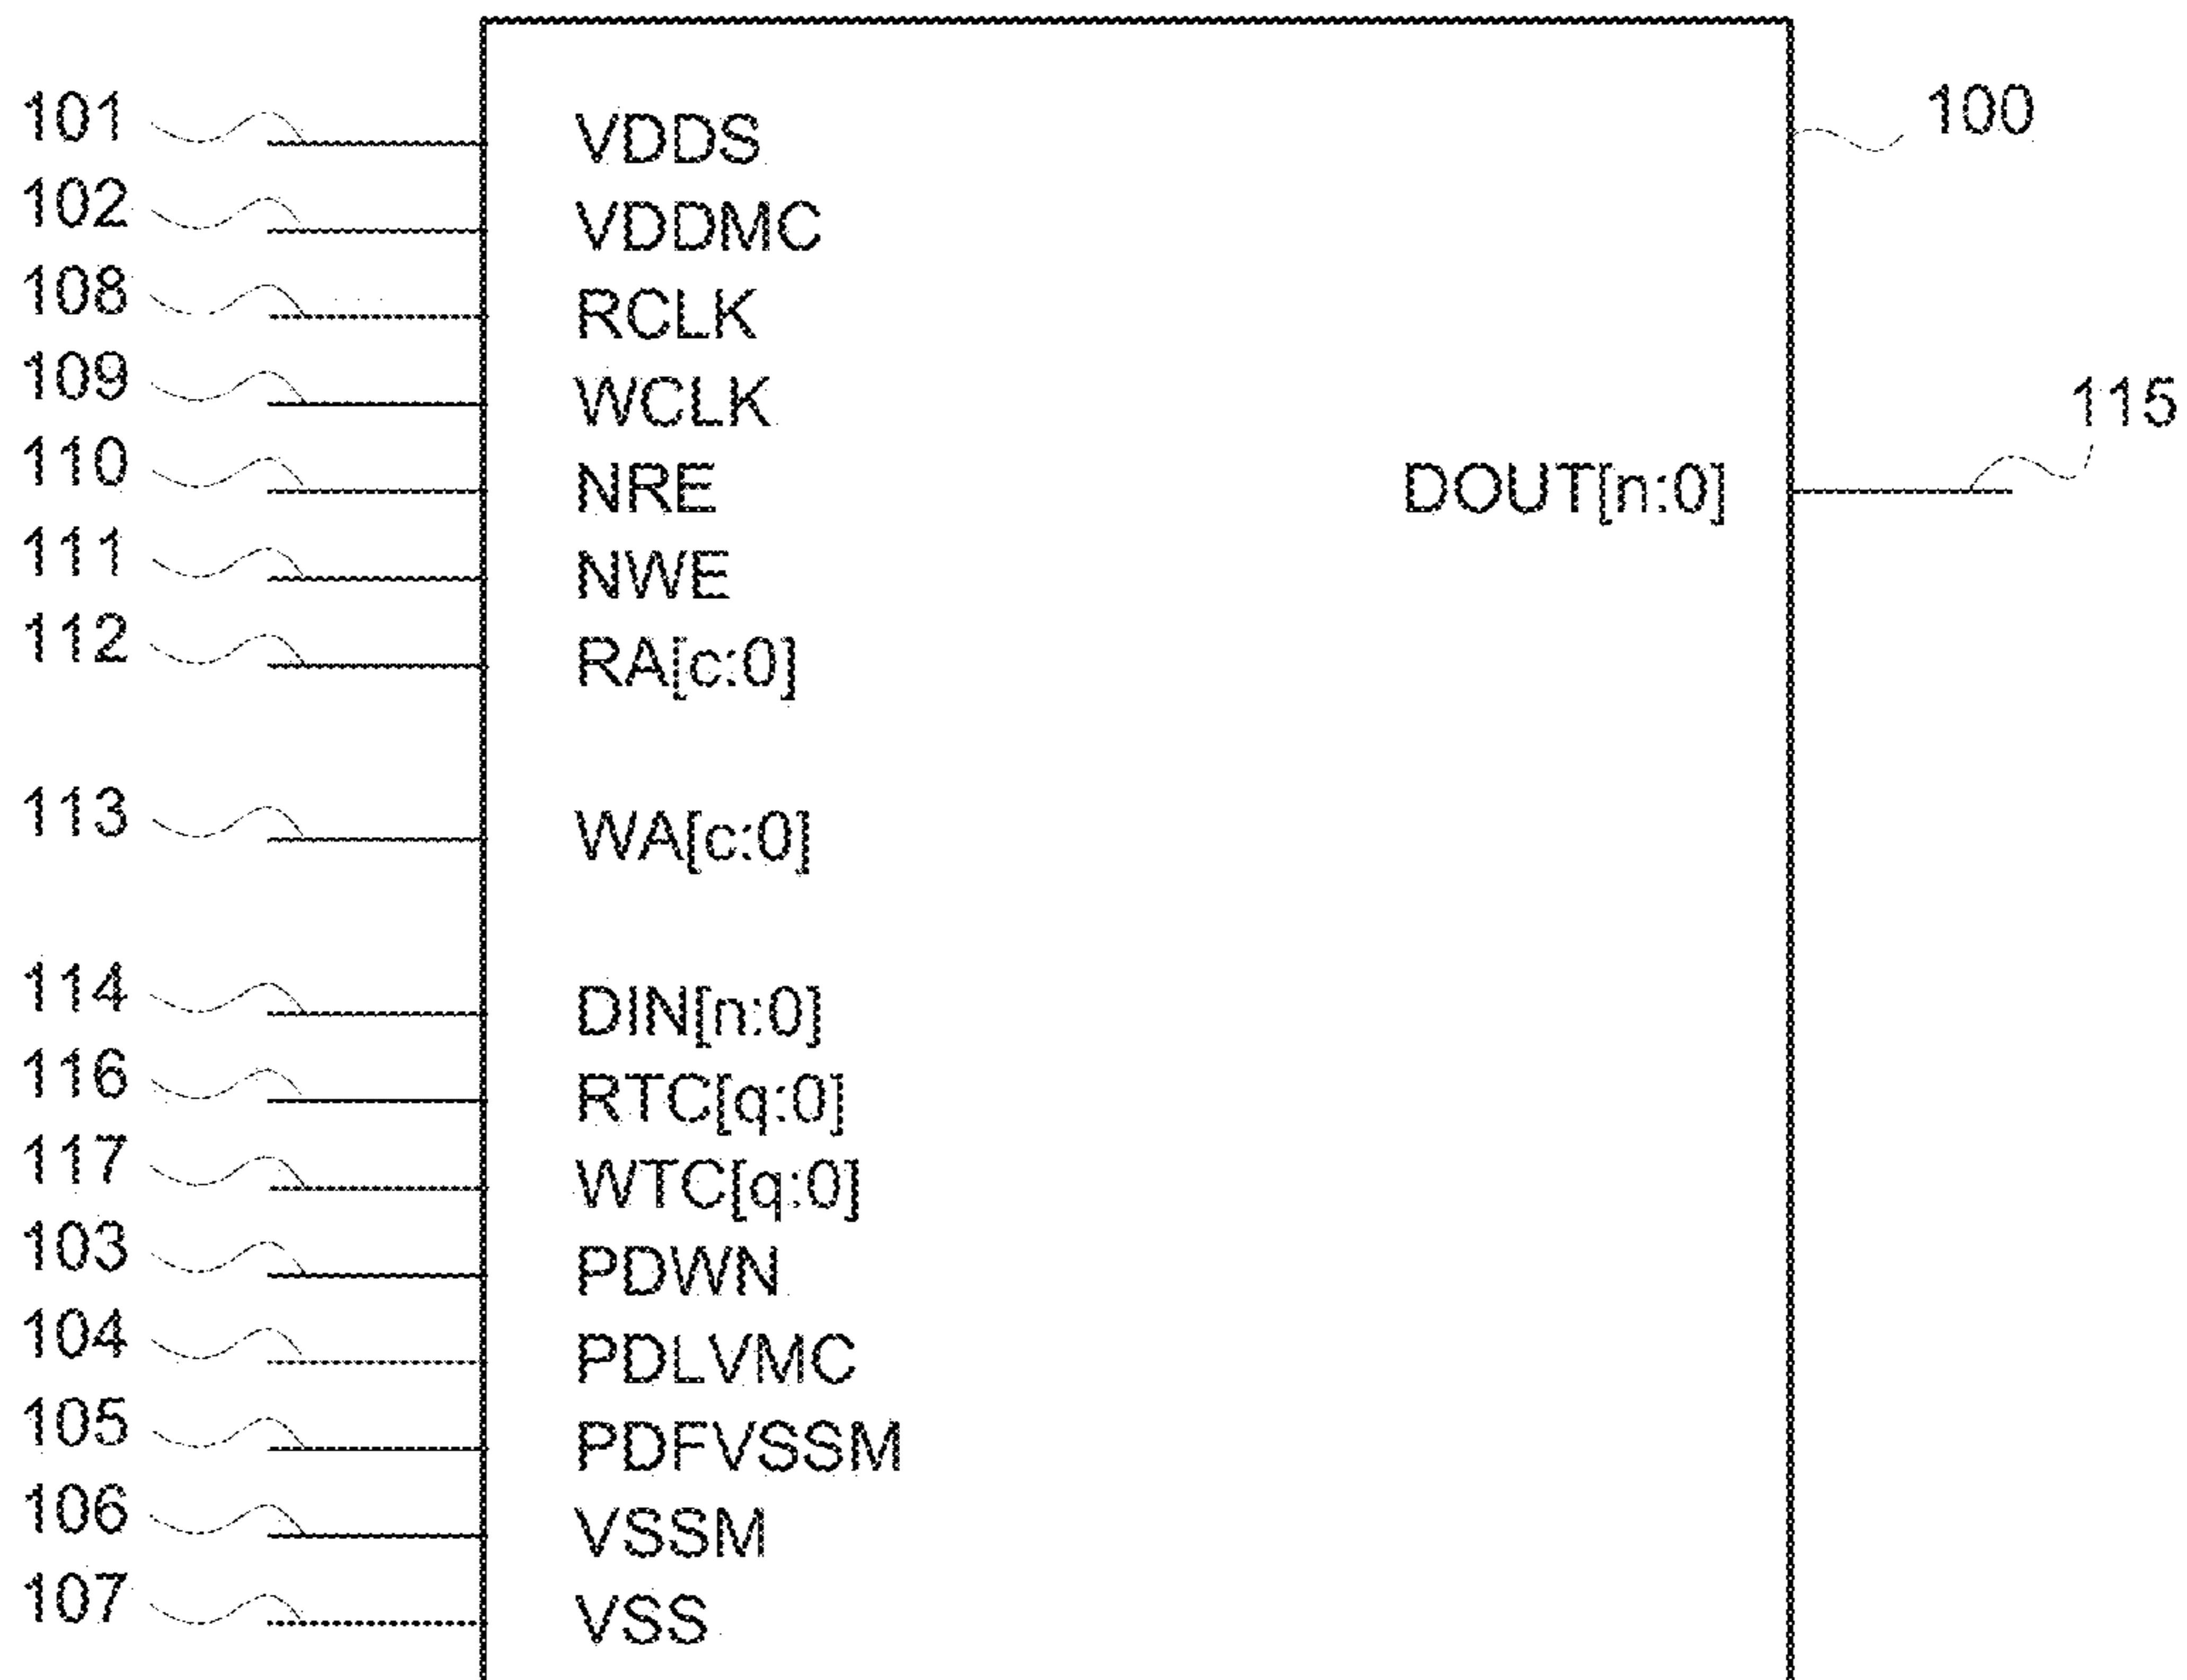 101 VDDS 100
102 VDDMC
108 RCLK
109 WCLK 115
110 NRE DOUT[n:0]
111 NWE
112 RA[c:0]
113 WA[c:0]
114 DIN[n:0]
116 RTC[q:0]
117 WTC[q:0]
103 PDWN
104 PDLVMC
105 PDFVSSM
106 VSSM
107 VSS